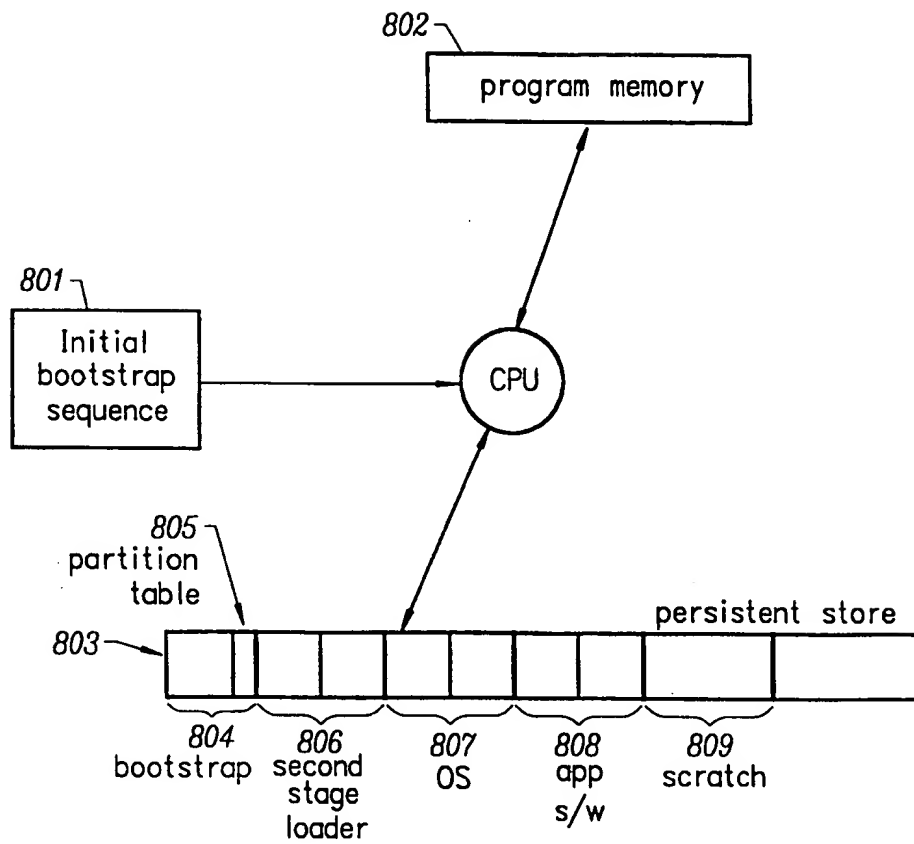 802
program memory
801
Initial
bootstrap
sequence
CPU
805
partition
table
persistent store
803
804
bootstrap
806
second
stage
loader
807
OS
808
app
s/w
809
scratch